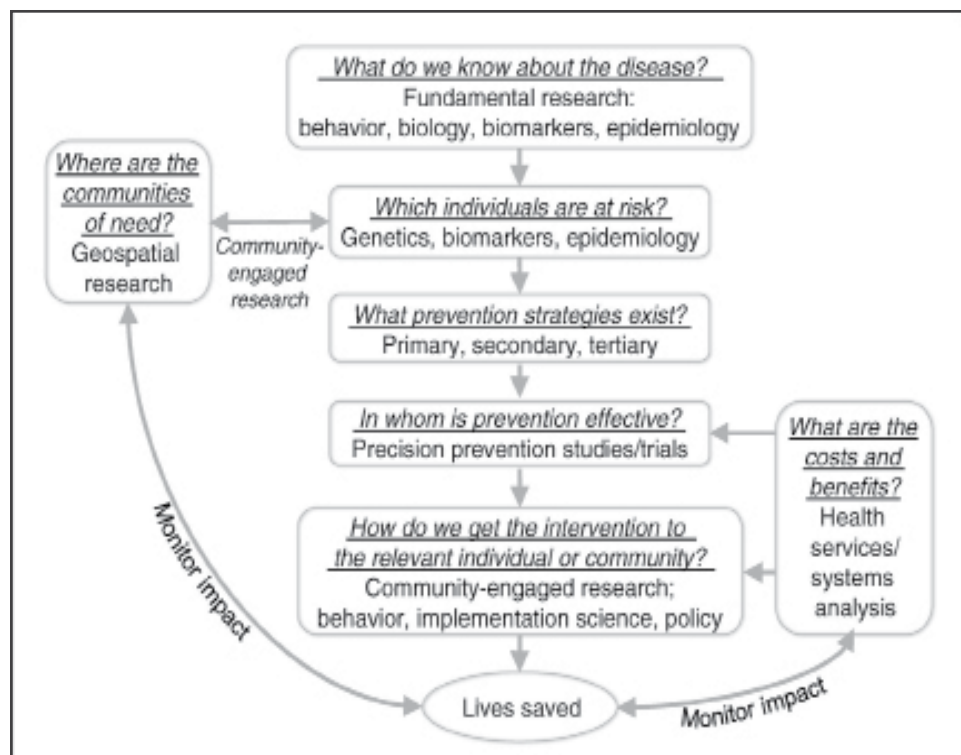 What do we know about the disease?
Fundamental research:
behavior, biology, biomarkers, epidemiology
Where are the
communities
of need?
Geospatial
research
Community-
engaged
research
Which individuals are at risk?
Genetics, biomarkers, epidemiology
What prevention strategies exist?
Primary, secondary, tertiary
In whom is prevention effective?
Precision prevention studies/trials
What are the
costs and
benefits?
Health
services/
systems
analysis
How do we get the intervention to
the relevant individual or community?
Community-engaged research;
behavior, implementation science, policy
Monitor impact
Lives saved
Monitor impact